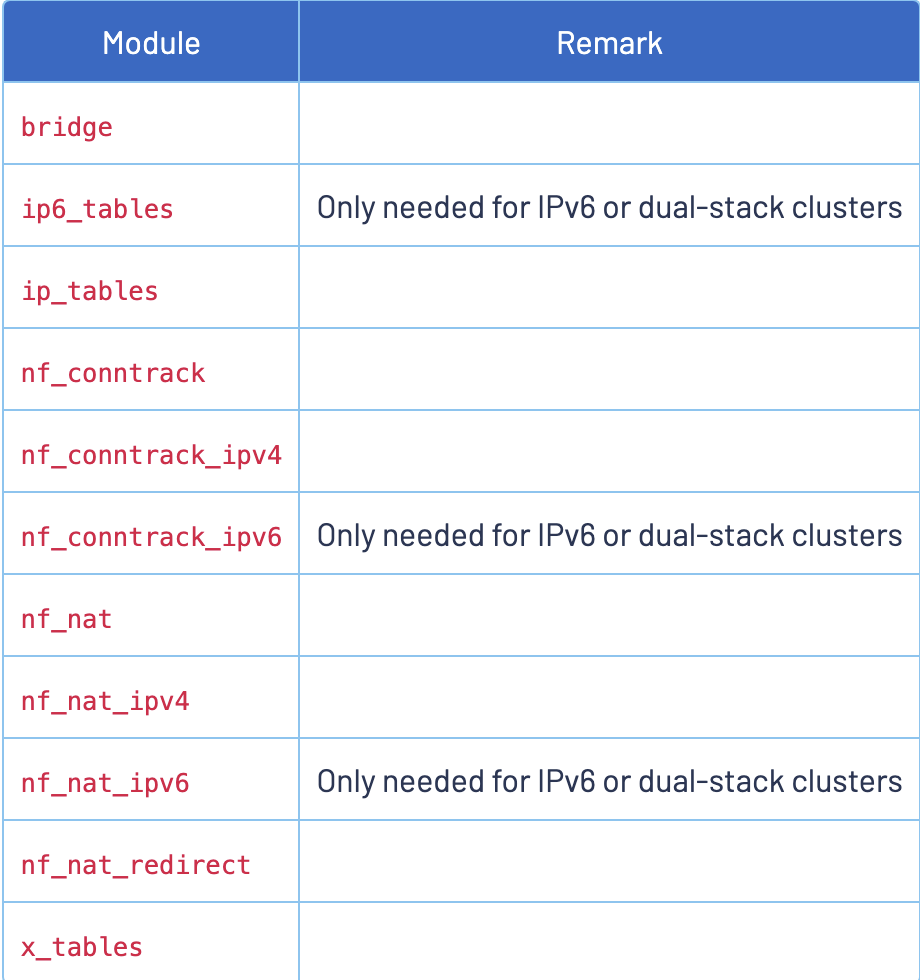 Module Remark
bridge
ip6_tables Only needed for IPv6 or dual-stack clusters
ip_tables
nf_conntrack
nf_conntrack_ipv4
nf_conntrack_ipv6 Only needed for IPv6 or dual-stack clusters
nf_nat
nf_nat_ipv4
nf_nat_ipv6 Only needed for IPv6 or dual-stack clusters
nf_nat_redirect
x_tables